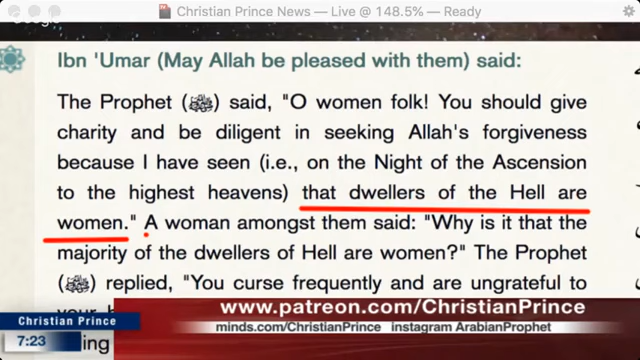 Christian Prince News — Live @ 148.5% — Ready
Ibn 'Umar (May Allah be pleased with them) said:
The Prophet (ﷺ) said, "O women folk! You should give
charity and be diligent in seeking Allah's forgiveness
because I have seen (i.e., on the Night of the Ascension
to the highest heavens) that dwellers of the Hell are
women." A woman amongst them said: "Why is it that the
majority of the dwellers of Hell are women?" The Prophet
(ﷺ) replied, "You curse frequently and are ungrateful to
your
www.patreon.com/ChristianPrince
Christian Prince
minds.com/ChristianPrince instagram ArabianProphet
7:23